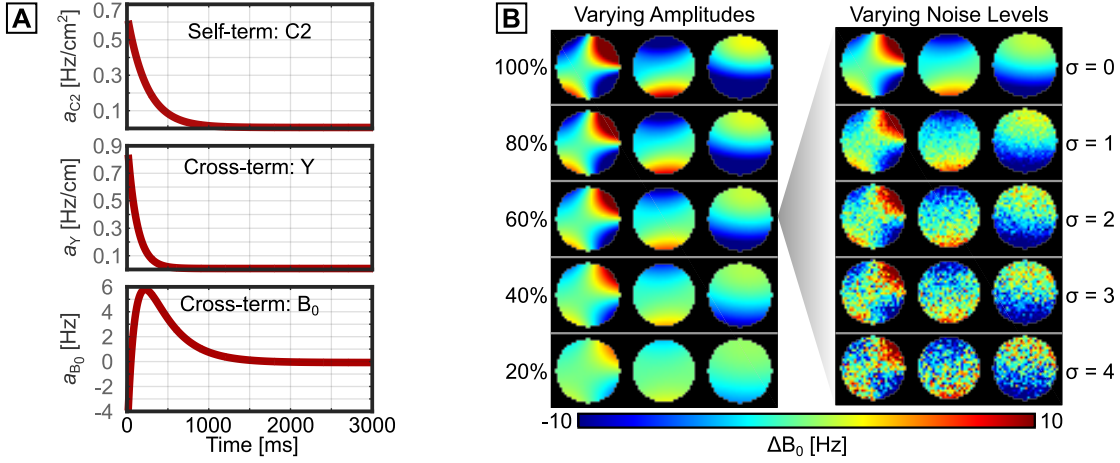 A
Self-term: C2
a_C2 [Hz/cm²]
0.7
0.5
0.3
0.1
Cross-term: Y
a_Y [Hz/cm]
0.9
0.7
0.5
0.3
0.1
Cross-term: B₀
a_B₀ [Hz]
6
4
2
0
-2
-4
0 1000 2000 3000
Time [ms]
B
Varying Amplitudes
Varying Noise Levels
100%
σ = 0
80%
σ = 1
60%
σ = 2
40%
σ = 3
20%
σ = 4
-10 10
ΔB₀ [Hz]